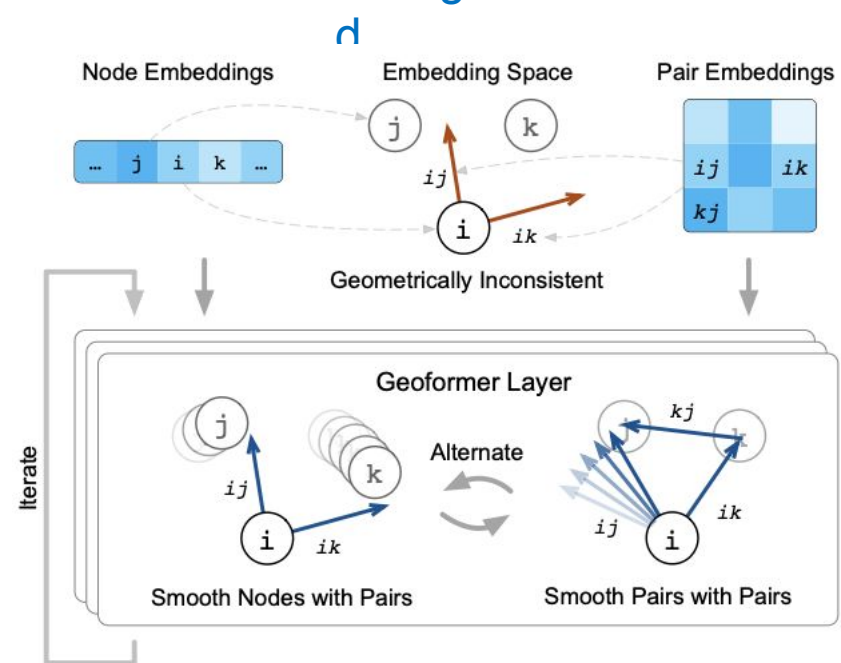 g
d
Node Embeddings
Embedding Space
Pair Embeddings
j
k
... j i k ...
ij
ik
kj
ij
i
ik
Geometrically Inconsistent
Geoformer Layer
j
k
ij
i
ik
Alternate
kj
j
k
ij
i
ik
Iterate
Smooth Nodes with Pairs
Smooth Pairs with Pairs